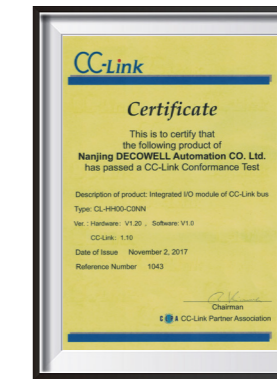 CC-Link
Certificate
This is to certify that
the following product of
Nanjing DECOWELL Automation CO. Ltd.
has passed a CC-Link Conformance Test
Description of product: Integrated I/O module of CC-Link bus
Type: CL-HH00-C0NN
Ver. : Hardware: V1.20 , Software: V1.0
CC-Link: 1.10
Date of Issue November 2, 2017
Reference Number 1043
Chairman
CC-Link Partner Association